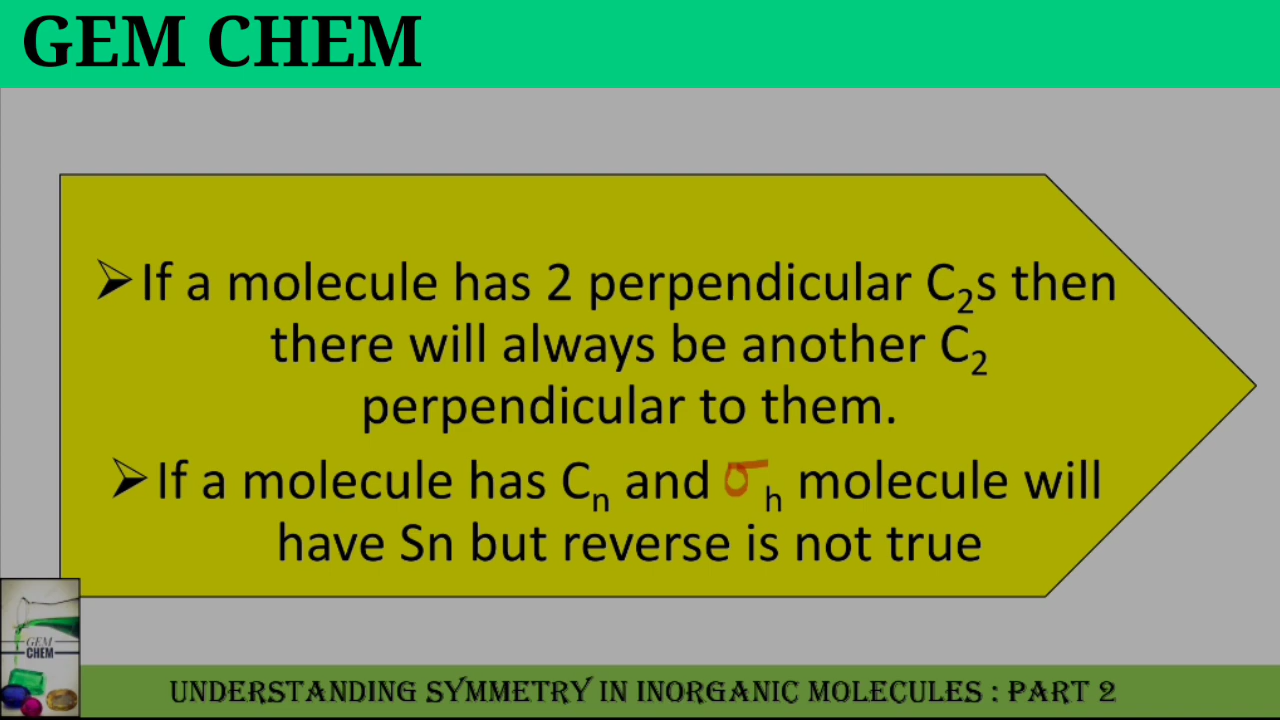 GEM CHEM
➢If a molecule has 2 perpendicular C₂s then
there will always be another C₂
perpendicular to them.
➢If a molecule has Cₙ and σₕ molecule will
have Sn but reverse is not true
GEM
CHEM
UNDERSTANDING SYMMETRY IN INORGANIC MOLECULES : PART 2